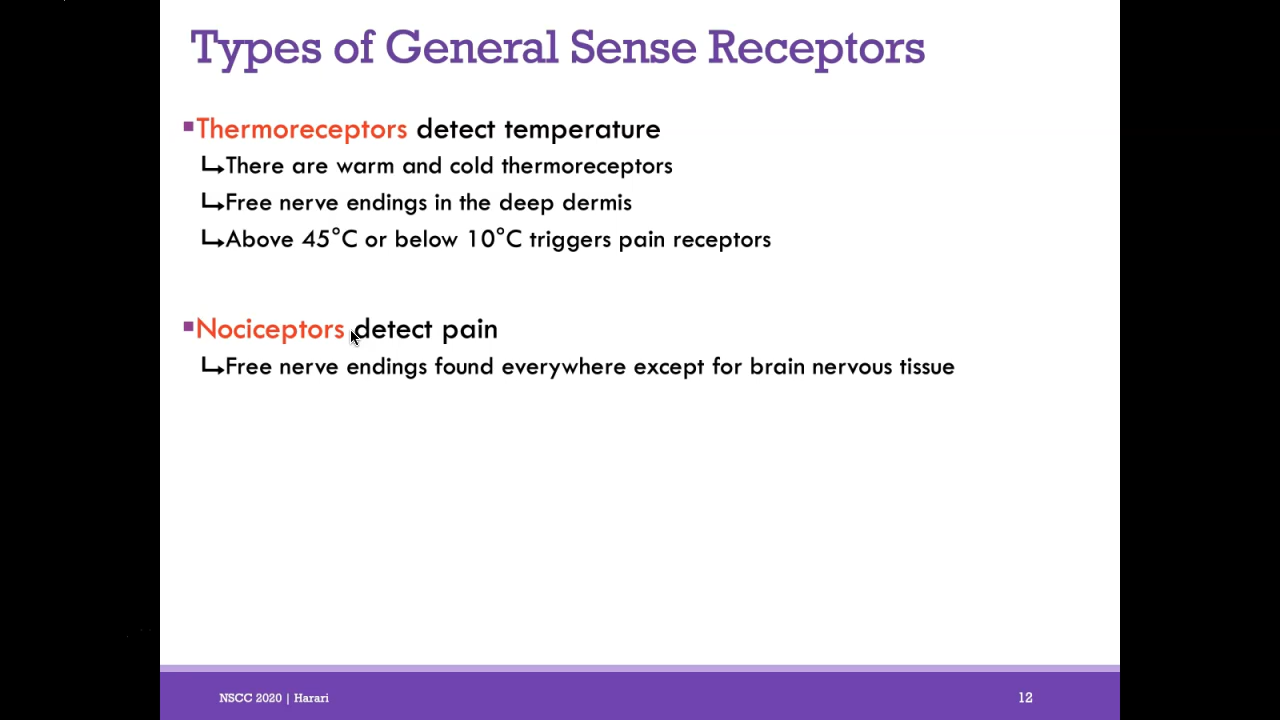 Types of General Sense Receptors
▪Thermoreceptors detect temperature
↳There are warm and cold thermoreceptors
↳Free nerve endings in the deep dermis
↳Above 45°C or below 10°C triggers pain receptors
▪Nociceptors detect pain
↳Free nerve endings found everywhere except for brain nervous tissue
NSCC 2020 | Harari
12